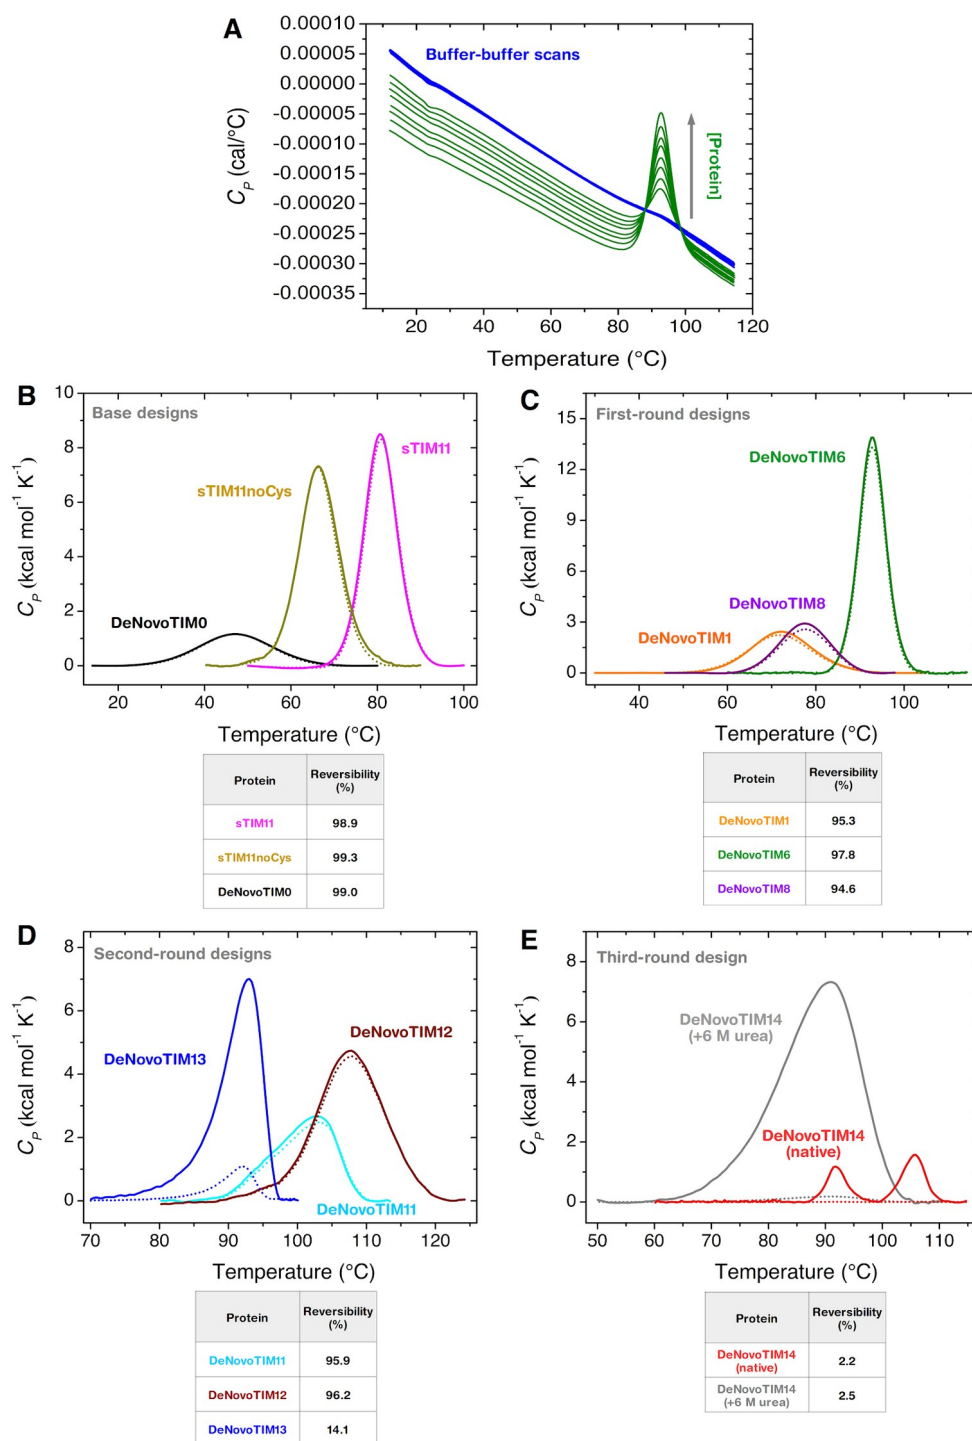 A
0.00010
0.00005
0.00000
-0.00005
-0.00010
-0.00015
-0.00020
-0.00025
-0.00030
-0.00035
C_P (cal/°C)
Buffer-buffer scans
[Protein]
20 40 60 80 100 120
Temperature (°C)
B
10
8
6
4
2
0
C_P (kcal mol⁻¹ K⁻¹)
Base designs
sTIM11
sTIM11noCys
DeNovoTIM0
20 40 60 80 100
Temperature (°C)
Protein Reversibility (%)
sTIM11 98.9
sTIM11noCys 99.3
DeNovoTIM0 99.0
C
15
12
9
6
3
0
C_P (kcal mol⁻¹ K⁻¹)
First-round designs
DeNovoTIM6
DeNovoTIM8
DeNovoTIM1
40 60 80 100
Temperature (°C)
Protein Reversibility (%)
DeNovoTIM1 95.3
DeNovoTIM6 97.8
DeNovoTIM8 94.6
D
8
6
4
2
0
C_P (kcal mol⁻¹ K⁻¹)
Second-round designs
DeNovoTIM12
DeNovoTIM13
DeNovoTIM11
70 80 90 100 110 120
Temperature (°C)
Protein Reversibility (%)
DeNovoTIM11 95.9
DeNovoTIM12 96.2
DeNovoTIM13 14.1
E
8
6
4
2
0
C_P (kcal mol⁻¹ K⁻¹)
Third-round design
DeNovoTIM14
(+6 M urea)
DeNovoTIM14
(native)
50 60 70 80 90 100 110
Temperature (°C)
Protein Reversibility (%)
DeNovoTIM14 (native) 2.2
DeNovoTIM14 (+6 M urea) 2.5